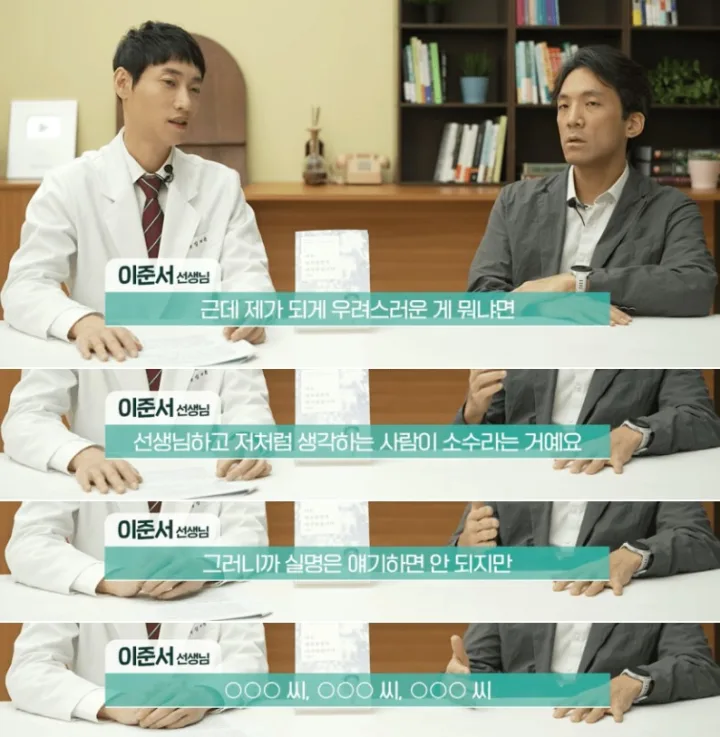 이준서 선생님
근데 제가 되게 우려스러운 게 뭐냐면
이준서 선생님
선생님하고 저처럼 생각하는 사람이 소수라는 거예요
이준서 선생님
그러니까 실명은 얘기하면 안 되지만
이준서 선생님
○○○ 씨, ○○○ 씨, ○○○ 씨